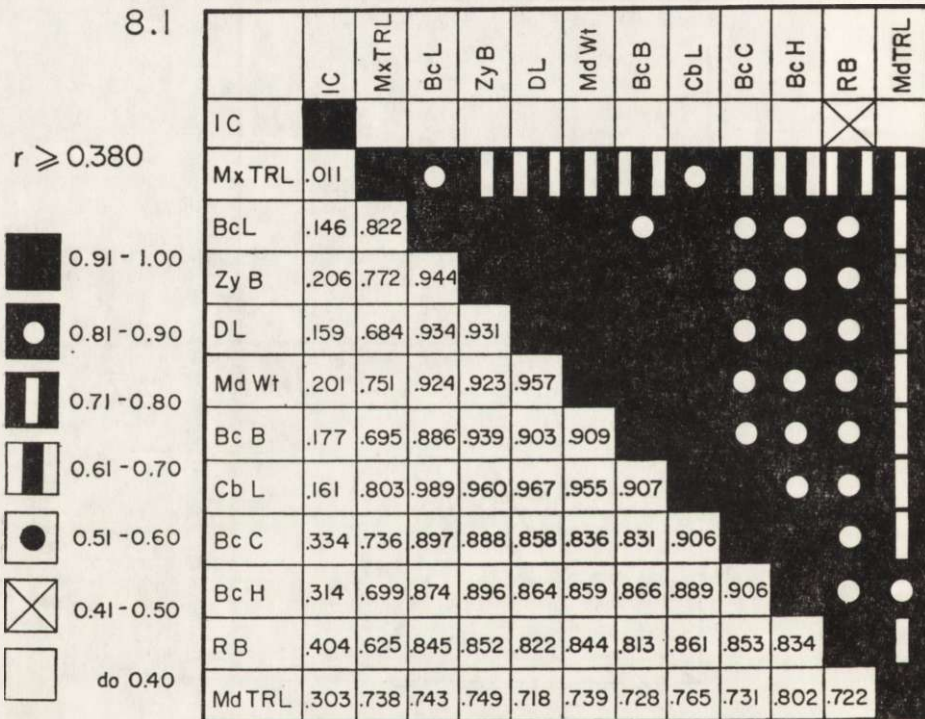 8.1
IC MxTRL BcL ZyB DL MdWt BcB CbL BcC BcH RB MdTRL
IC
r ⩾ 0.380
MxTRL .011
BcL .146 .822
0.91 - 1.00
ZyB .206 .772 .944
0.81 - 0.90
DL .159 .684 .934 .931
0.71 - 0.80
Md Wt .201 .751 .924 .923 .957
0.61 - 0.70
Bc B .177 .695 .886 .939 .903 .909
Cb L .161 .803 .989 .960 .967 .955 .907
0.51 - 0.60
Bc C .334 .736 .897 .888 .858 .836 .831 .906
0.41 - 0.50
Bc H .314 .699 .874 .896 .864 .859 .866 .889 .906
RB .404 .625 .845 .852 .822 .844 .813 .861 .853 .834
do 0.40
Md TRL .303 .738 .743 .749 .718 .739 .728 .765 .731 .802 .722